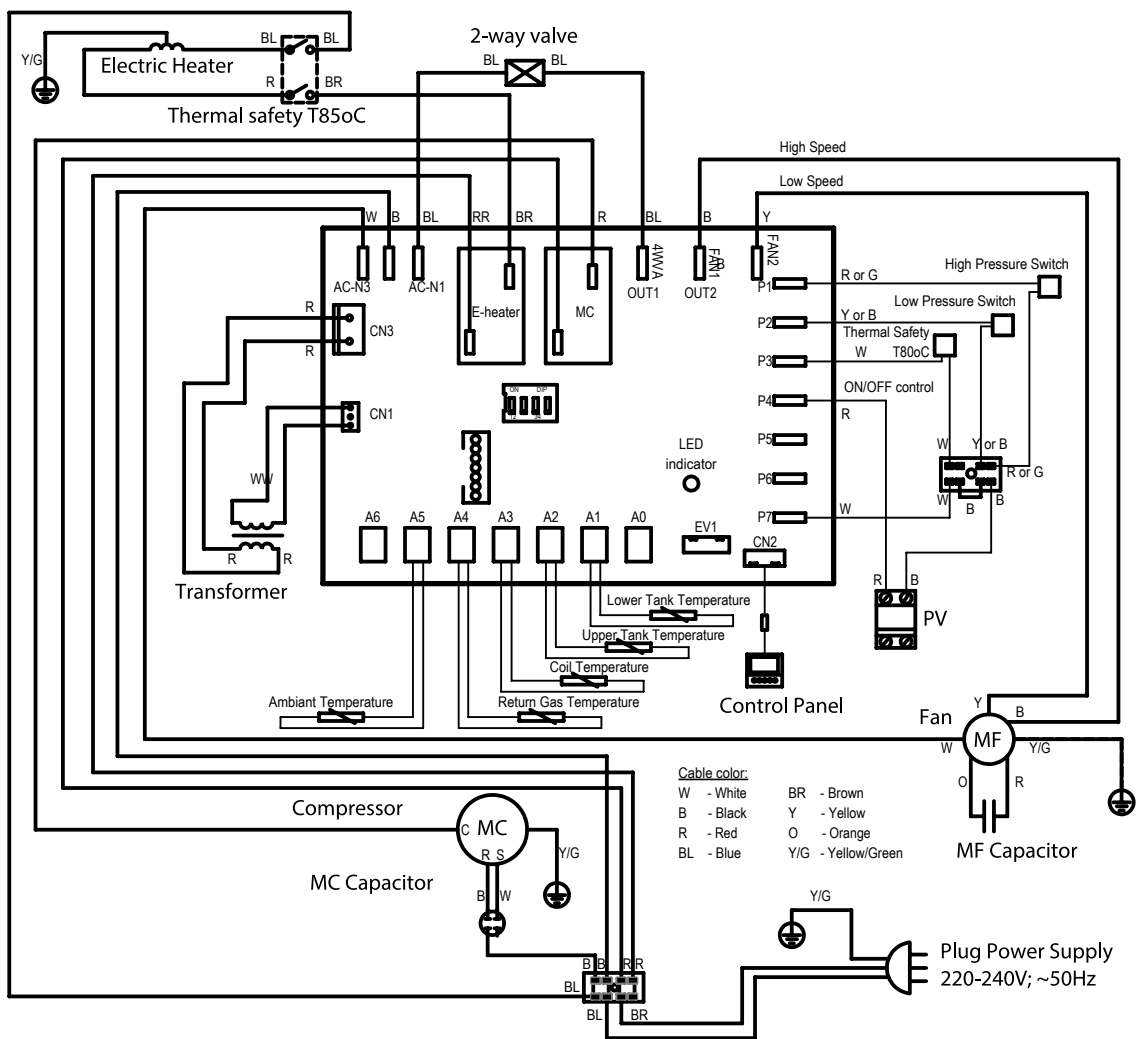 BL
BL
2-way valve
Y/G
Electric Heater
BL
BL
R
BR
Thermal safety T85oC
High Speed
Low Speed
W
B
BL
RR
BR
R
BL
B
Y
AC-N3
AC-N1
E-heater
MC
4WVA
OUT1
FAN1
B
OUT2
FAN2
P1
R or G
High Pressure Switch
P2
Y or B
Low Pressure Switch
R
CN3
R
Thermal Safety
P3
W
T80oC
ON/OFF control
P4
R
ON
DIP
12
34
CN1
P5
LED
indicator
W
Y or B
P6
R or G
WW
W
B
B
P7
W
A6
A5
A4
A3
A2
A1
A0
EV1
CN2
R
R
Transformer
R
B
PV
Lower Tank Temperature
Upper Tank Temperature
Coil Temperature
Ambiant Temperature
Return Gas Temperature
Control Panel
Fan
Y
B
W
MF
Y/G
O
R
MF Capacitor
Cable color:
W - White
BR - Brown
B - Black
Y - Yellow
R - Red
O - Orange
BL - Blue
Y/G - Yellow/Green
Compressor
C
MC
R S
Y/G
MC Capacitor
B
W
Y/G
B B R R
BL
BL
BR
Plug Power Supply
220-240V; ~50Hz